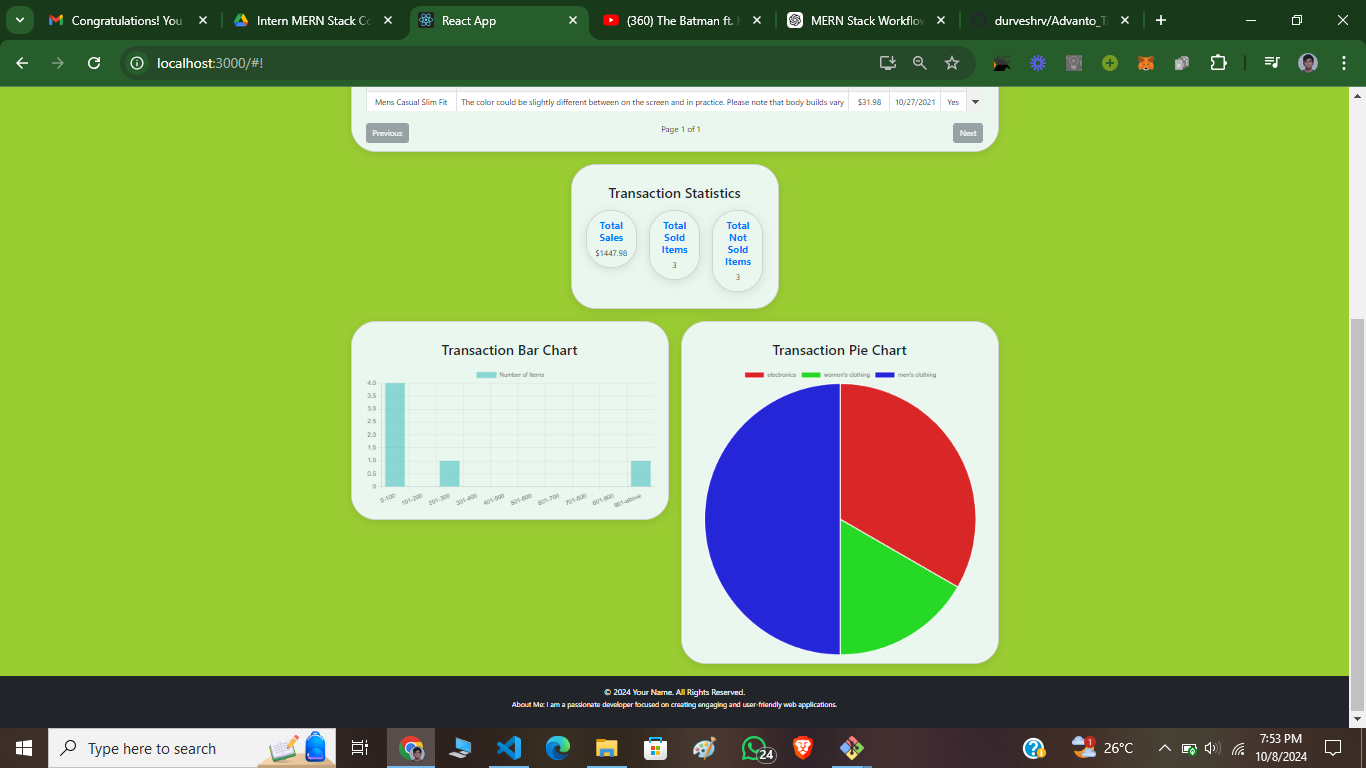 Congratulations! You
Intern MERN Stack Co
React App
(360) The Batman ft.
MERN Stack Workflow
durveshrv/Advanto_T
localhost:3000/#!
Mens Casual Slim Fit
The color could be slightly different between on the screen and in practice. Please note that body builds vary
$31.98
10/27/2021
Yes
Previous
Page 1 of 1
Next
Transaction Statistics
Total
Sales
$1447.98
Total
Sold
Items
3
Total
Not
Sold
Items
3
Transaction Bar Chart
Number of Items
4.0
3.5
3.0
2.5
2.0
1.5
1.0
0.5
0
0-100
101-200
201-300
301-400
401-500
501-600
601-700
701-800
801-900
901-above
Transaction Pie Chart
electronics
women's clothing
men's clothing
© 2024 Your Name. All Rights Reserved.
About Me: I am a passionate developer focused on creating engaging and user-friendly web applications.
Type here to search
24
1
26°C
7:53 PM
10/8/2024